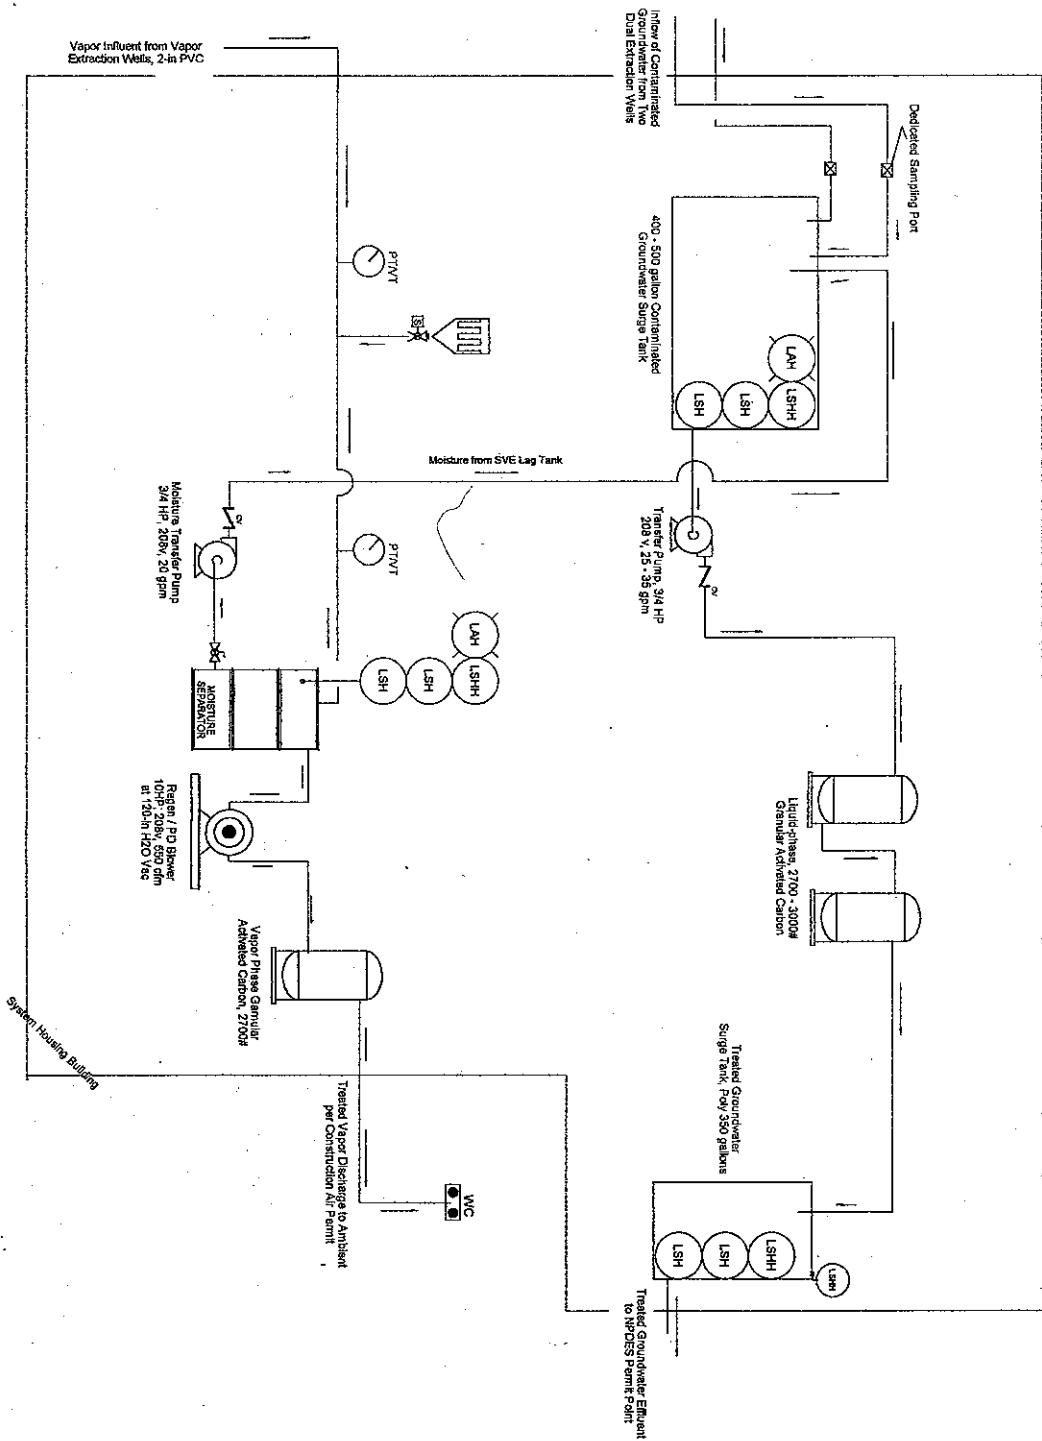 Vapor Influent from Vapor
Extraction Wells, 2-in PVC
Inflow of Contaminated
Groundwater from Two
Dual Extraction Wells
Dedicated Sampling Port
400 - 500 gallon Contaminated
Groundwater Surge Tank
LAH
LSHH
LSH
LSH
PT/VT
S
Moisture from SVE Lag Tank
Transfer Pump, 3/4 HP
208 v, 25 - 35 gpm
CV
Moisture Transfer Pump
3/4 HP, 208v, 20 gpm
CV
PT/VT
LAH
LSHH
LSH
LSH
MOISTURE
SEPARATOR
Regen / PD Blower
10HP, 208v, 650 cfm
at 120-in H2O Vac
Liquid-phase, 2700 - 3000#
Granular Activated Carbon
Vapor Phase Garnular
Activated Carbon, 2700#
System Housing Building
Treated Groundwater
Surge Tank, Poly 350 gallons
Treated Vapor Discharge to Ambient
per Construction Air Permit
WC
LSHH
LSH
LSH
LSHH
Treated Groundwater Effluent
to NPDES Permit Point